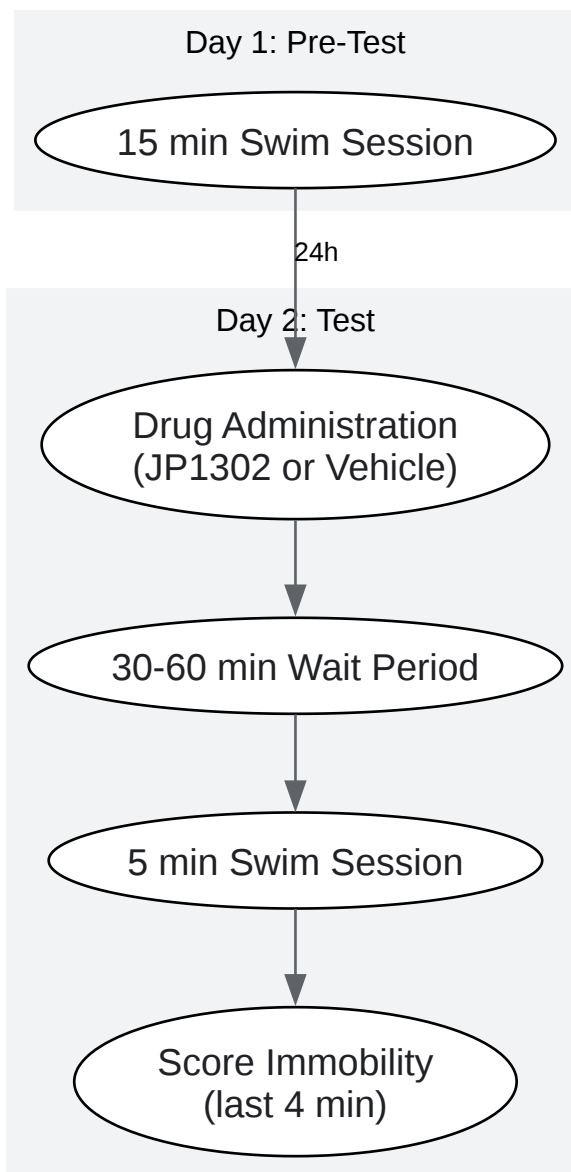 Day 1: Pre-Test
15 min Swim Session
24h
Day 2: Test
Drug Administration
(JP1302 or Vehicle)
30-60 min Wait Period
5 min Swim Session
Score Immobility
(last 4 min)